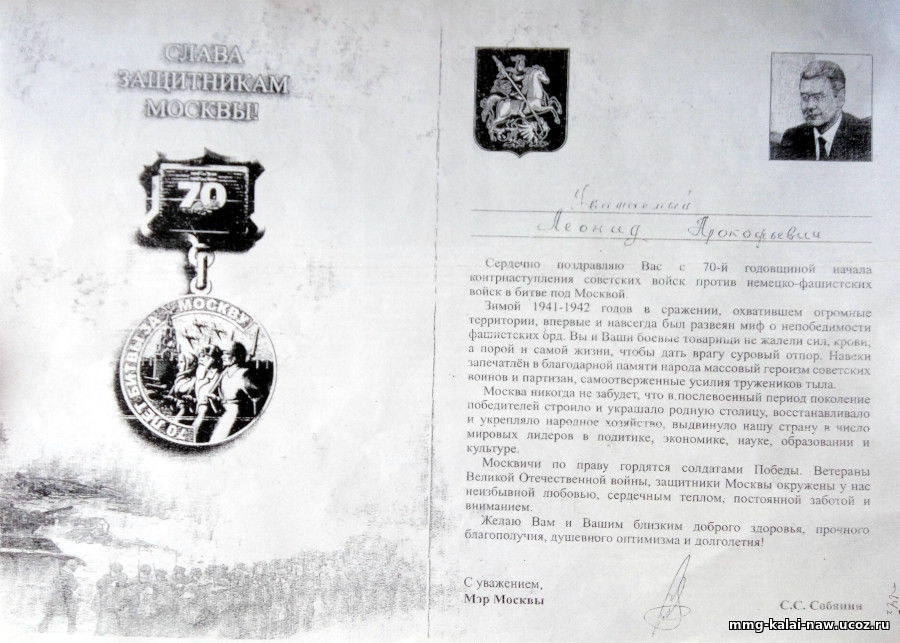 СЛАВА
ЗАЩИТНИКАМ
МОСКВЫ!
70
70 ЛЕТ БИТВЫ ЗА МОСКВУ
Уважаемый
Леонид Прокофьевич
Сердечно поздравляю Вас с 70-й годовщиной начала
контрнаступления советских войск против немецко-фашистских
войск в битве под Москвой.
Зимой 1941-1942 годов в сражении, охватившем огромные
территории, впервые и навсегда был развеян миф о непобедимости
фашистских орд. Вы и Ваши боевые товарищи не жалели сил, крови,
а порой и самой жизни, чтобы дать врагу суровый отпор. Навеки
запечатлён в благодарной памяти народа массовый героизм советских
воинов и партизан, самоотверженные усилия тружеников тыла.
Москва никогда не забудет, что в послевоенный период поколение
победителей строило и украшало родную столицу, восстанавливало
и укрепляло народное хозяйство, выдвинуло нашу страну в число
мировых лидеров в политике, экономике, науке, образовании и
культуре.
Москвичи по праву гордятся солдатами Победы. Ветераны
Великой Отечественной войны, защитники Москвы окружены у нас
неизбывной любовью, сердечным теплом, постоянной заботой и
вниманием.
Желаю Вам и Вашим близким доброго здоровья, прочного
благополучия, душевного оптимизма и долголетия!
С уважением,
Мэр Москвы
С.С. Собянин
mmg-kalai-naw.ucoz.ru